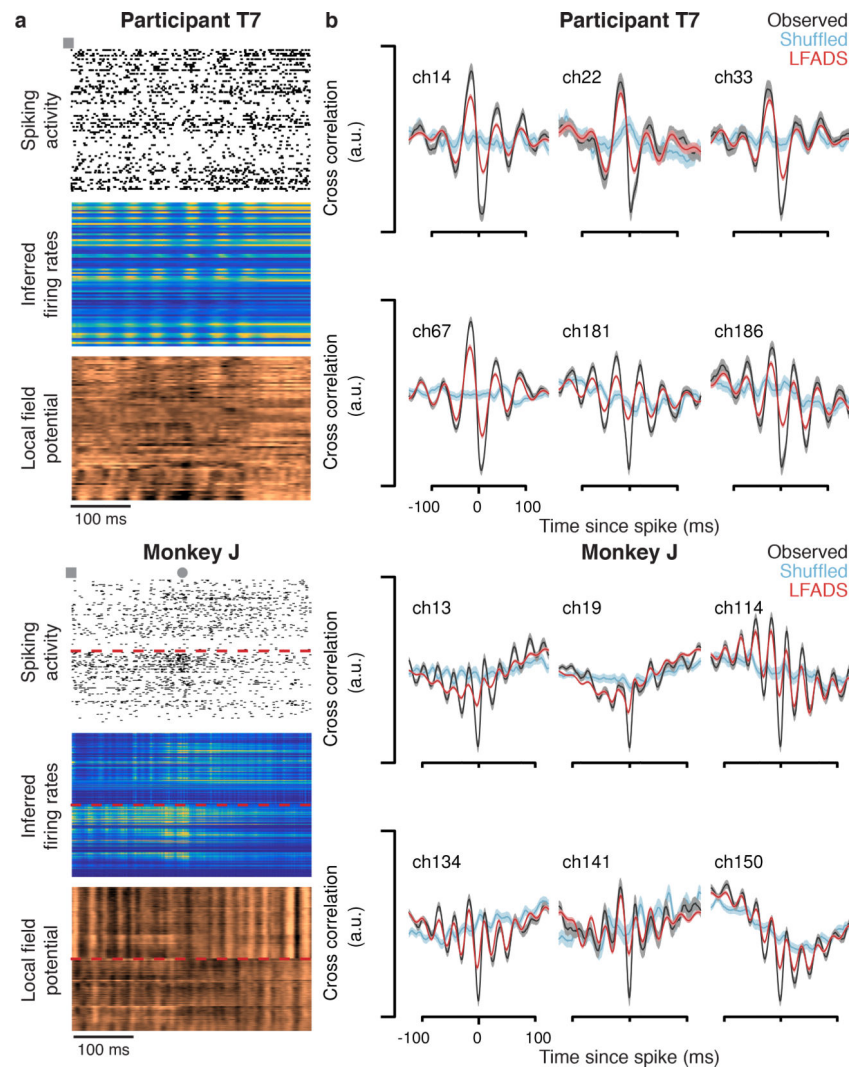 a
Participant T7
b
Participant T7
Observed
Shuffled
LFADS
Spiking
activity
Inferred
firing rates
Local field
potential
100 ms
Cross correlation
(a.u.)
ch14
ch22
ch33
Cross correlation
(a.u.)
ch67
ch181
ch186
-100
0
100
Time since spike (ms)
Monkey J
Monkey J
Observed
Shuffled
LFADS
Spiking
activity
Inferred
firing rates
Local field
potential
100 ms
Cross correlation
(a.u.)
ch13
ch19
ch114
Cross correlation
(a.u.)
ch134
ch141
ch150
-100
0
100
Time since spike (ms)